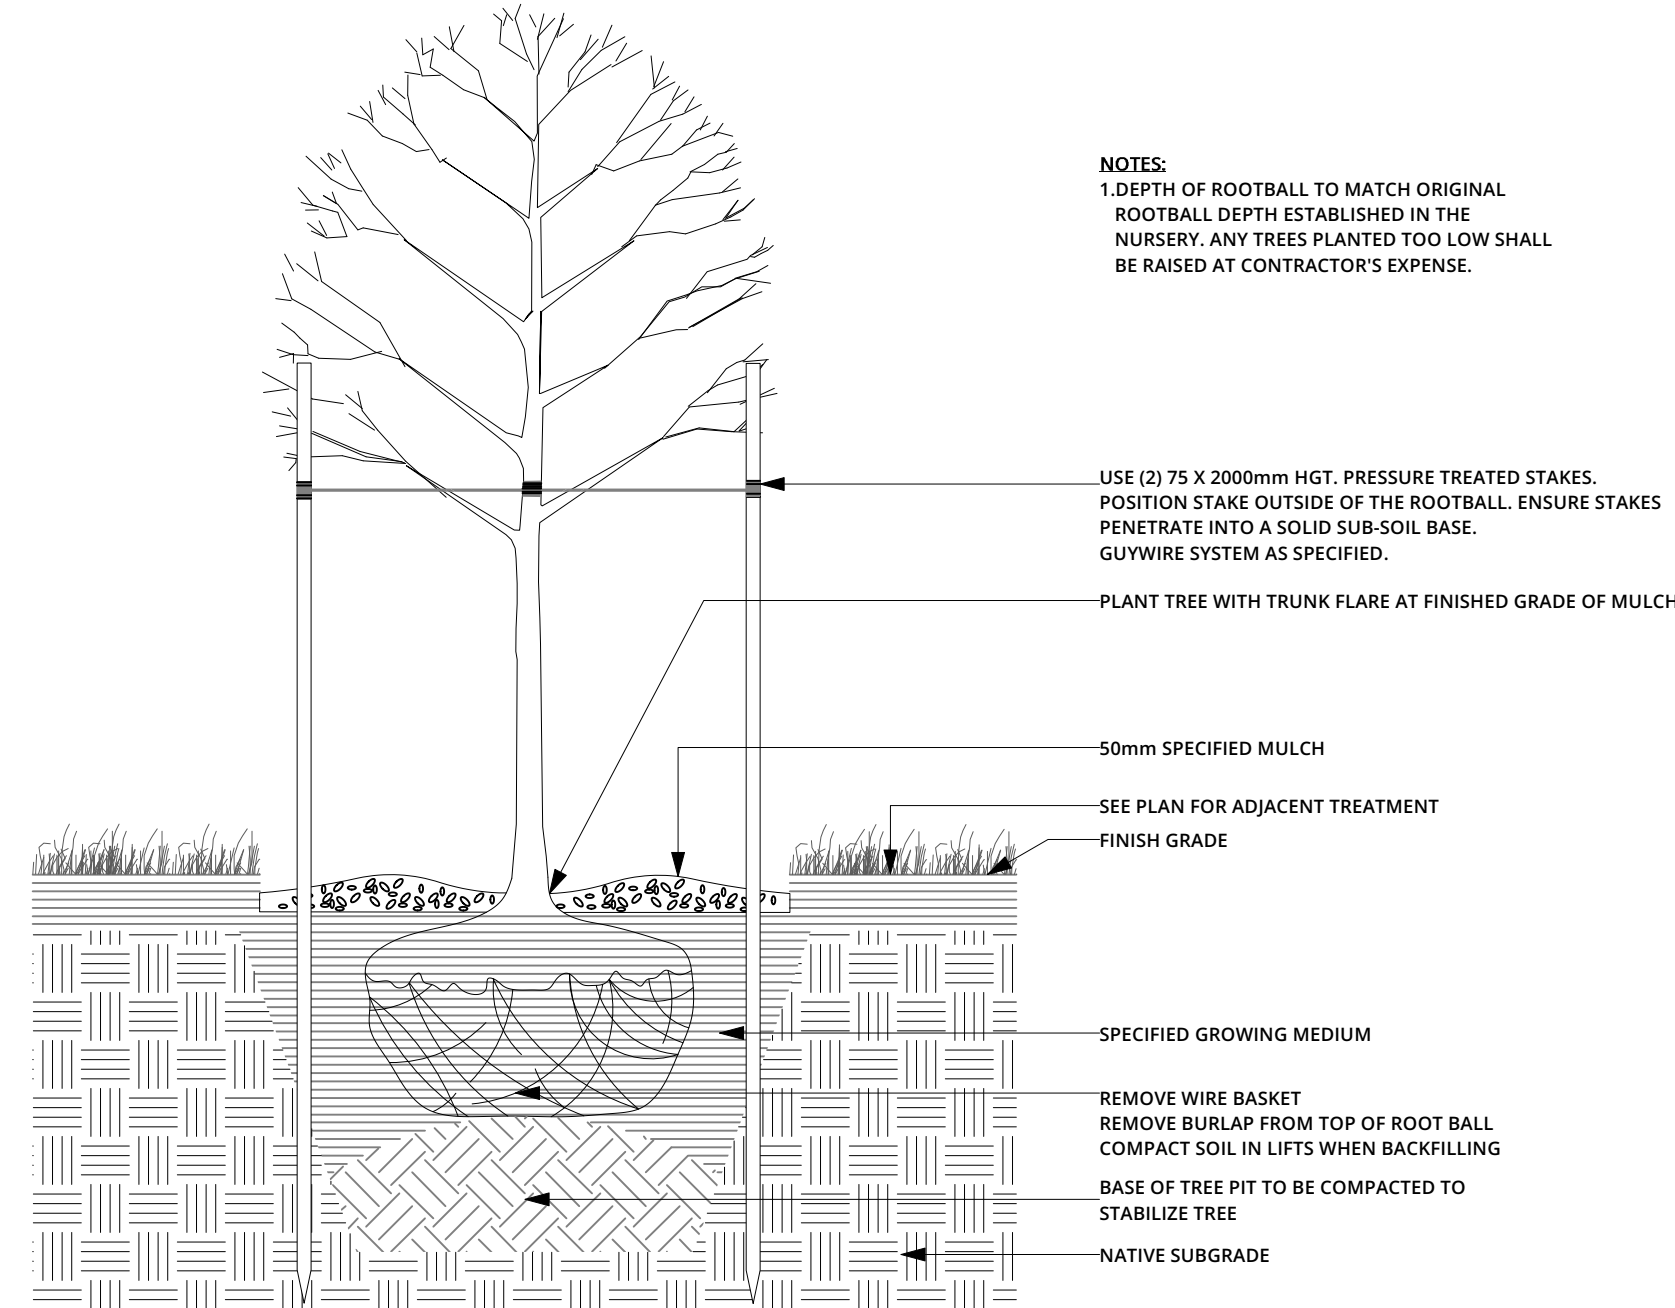 NOTES:
1.DEPTH OF ROOTBALL TO MATCH ORIGINAL
ROOTBALL DEPTH ESTABLISHED IN THE
NURSERY. ANY TREES PLANTED TOO LOW SHALL
BE RAISED AT CONTRACTOR'S EXPENSE.
USE (2) 75 X 2000mm HGT. PRESSURE TREATED STAKES.
POSITION STAKE OUTSIDE OF THE ROOTBALL. ENSURE STAKES
PENETRATE INTO A SOLID SUB-SOIL BASE.
GUYWIRE SYSTEM AS SPECIFIED.
PLANT TREE WITH TRUNK FLARE AT FINISHED GRADE OF MULCH
50mm SPECIFIED MULCH
SEE PLAN FOR ADJACENT TREATMENT
FINISH GRADE
SPECIFIED GROWING MEDIUM
REMOVE WIRE BASKET
REMOVE BURLAP FROM TOP OF ROOT BALL
COMPACT SOIL IN LIFTS WHEN BACKFILLING
BASE OF TREE PIT TO BE COMPACTED TO
STABILIZE TREE
NATIVE SUBGRADE